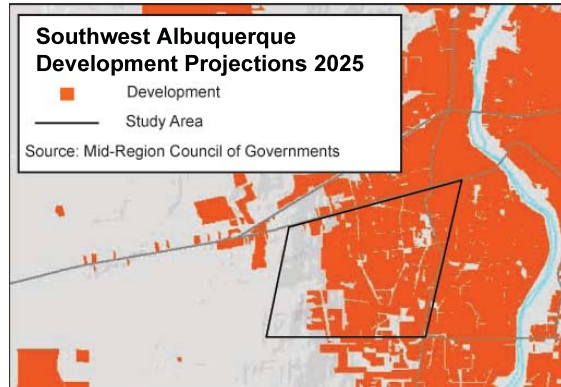 Southwest Albuquerque
Development Projections 2025
Development
Study Area
Source: Mid-Region Council of Governments